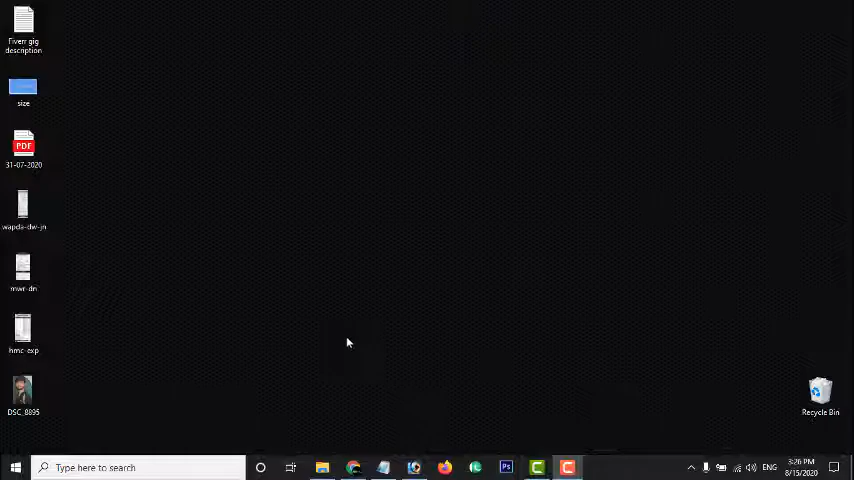 Fiverr gig
description
size
PDF
31-07-2020
wapda-dw-jn
mwr-dn
hmc-exp
DSC_8895
Recycle Bin
Type here to search
Ps
ENG
3:26 PM
8/15/2020